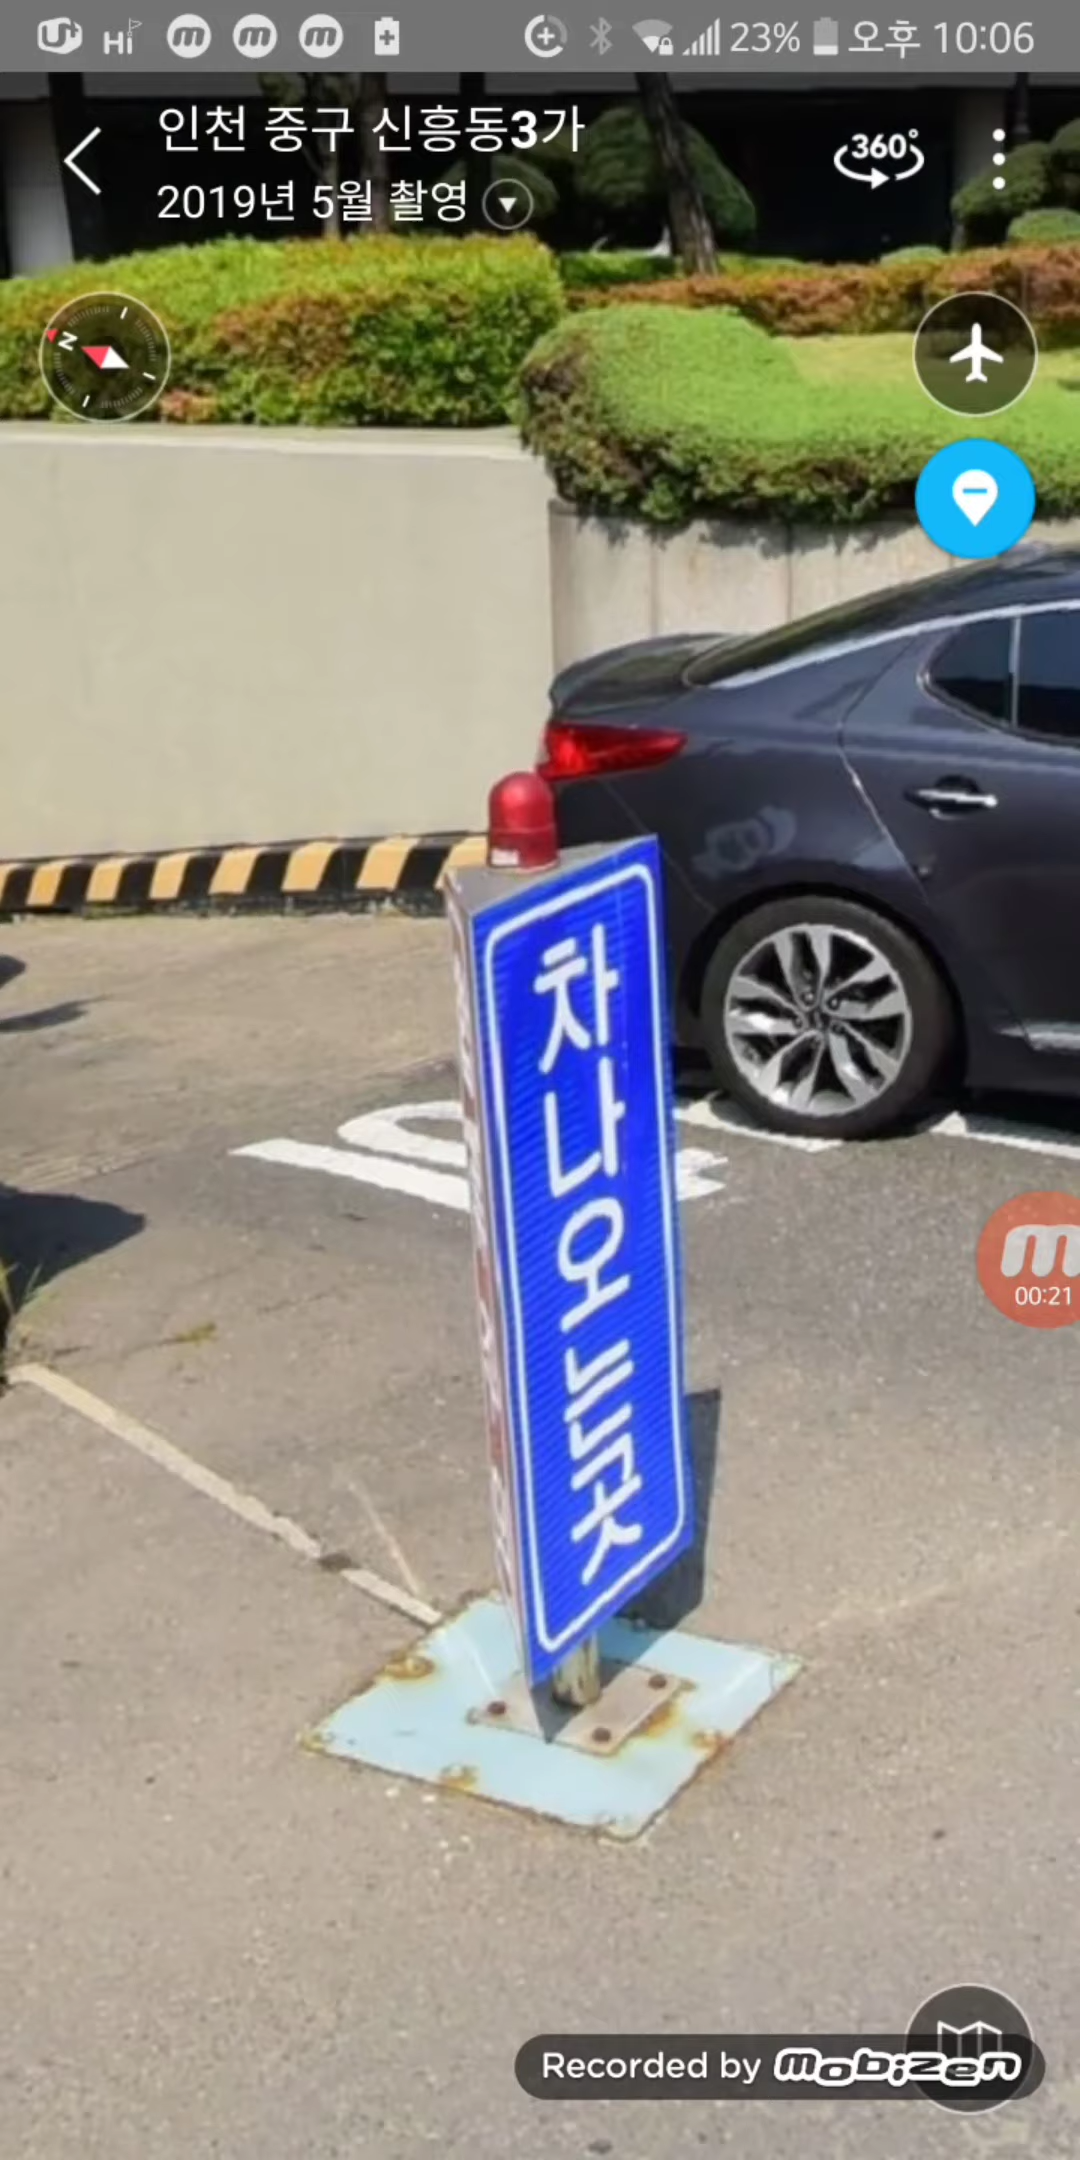 Hi
23% 오후 10:06
인천 중구 신흥동3가
2019년 5월 촬영
360°
N
차나오는곳
00:21
Recorded by mobizen